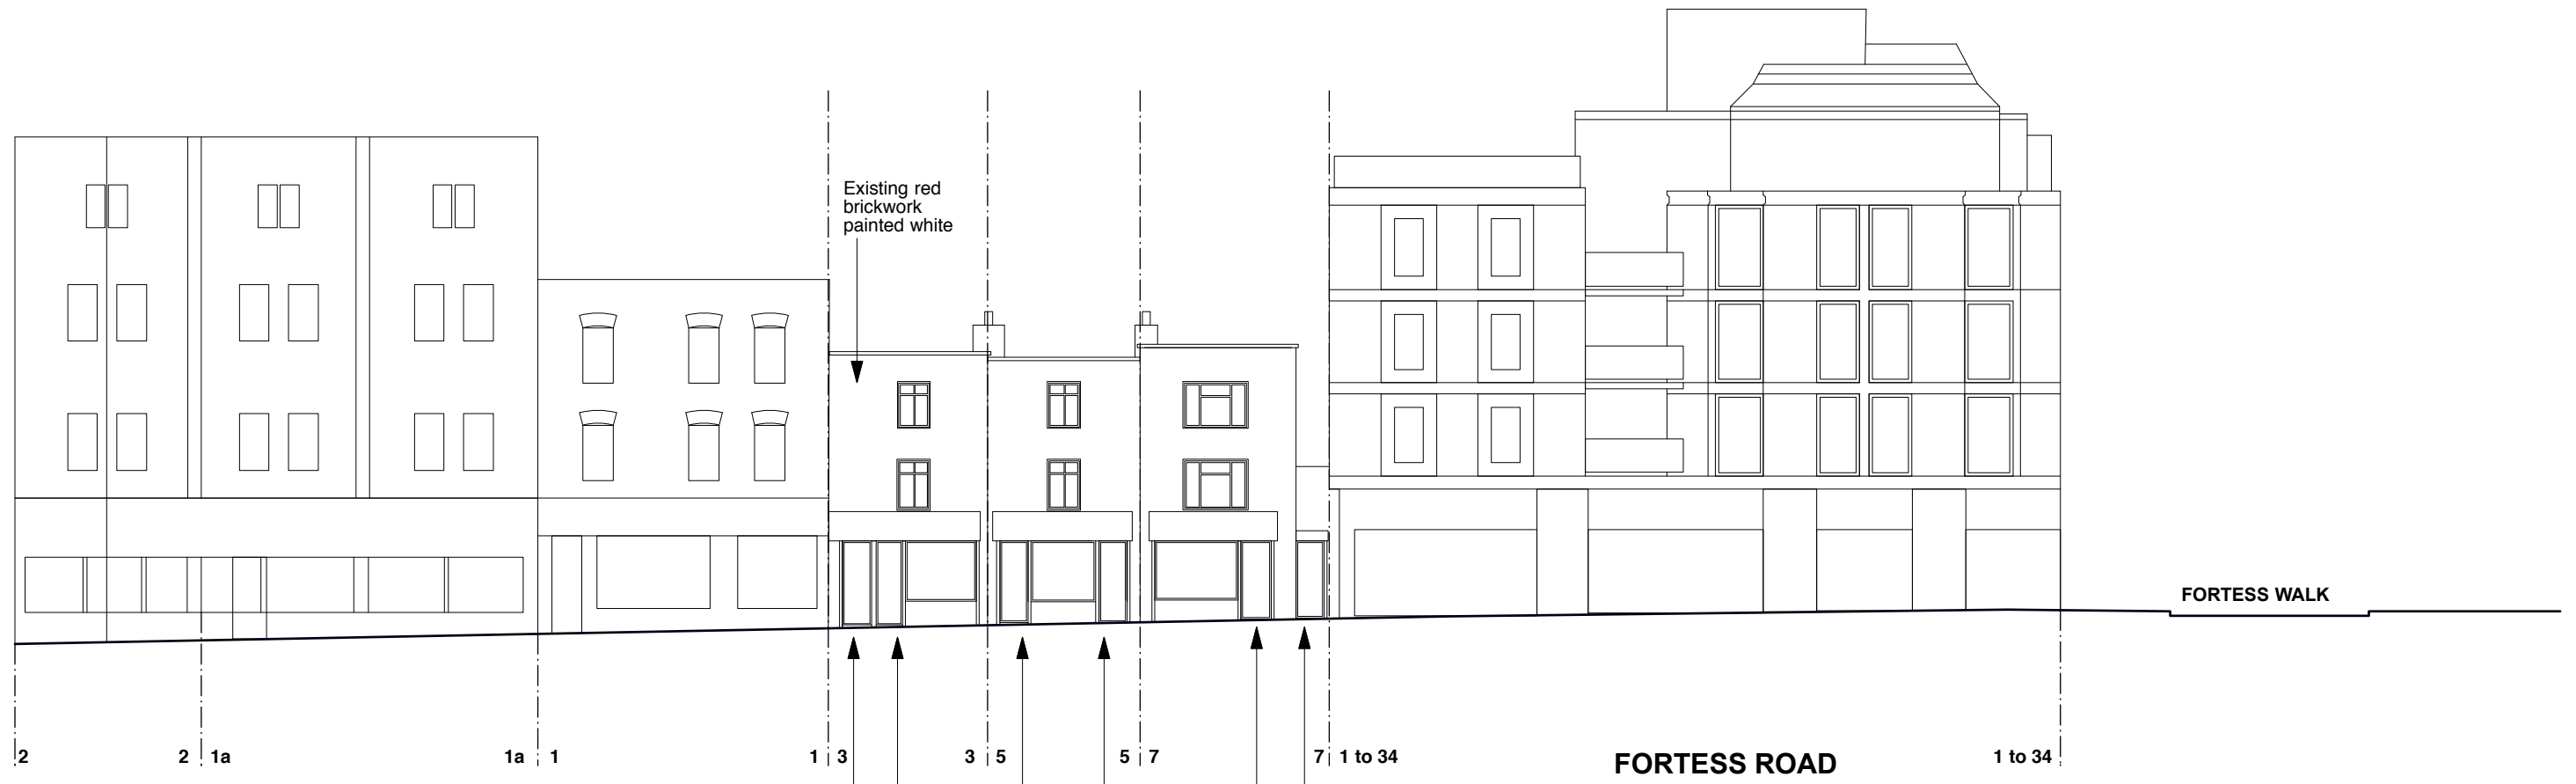 Existing red
brickwork
painted white
FORTESS WALK
2 2 1a 1a 1 1 3 3 5 5 7 7 1 to 34 FORTESS ROAD 1 to 34